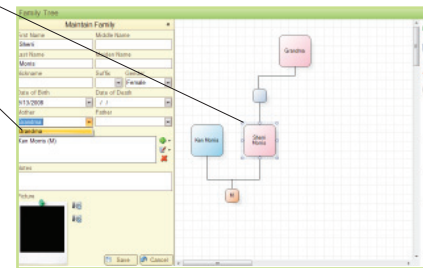 Family Tree
Maintain Family
First Name
Middle Name
Sheri
Last Name
Maiden Name
Morris
Nickname
Suffix
Gender
Female
Date of Birth
Date of Death
9/13/2008
/ /
Mother
Father
Grandma
Grandma
Ken Morris (M)
Notes
Picture
Save
Cancel
Grandma
Ken Morris
Sherri
Morris